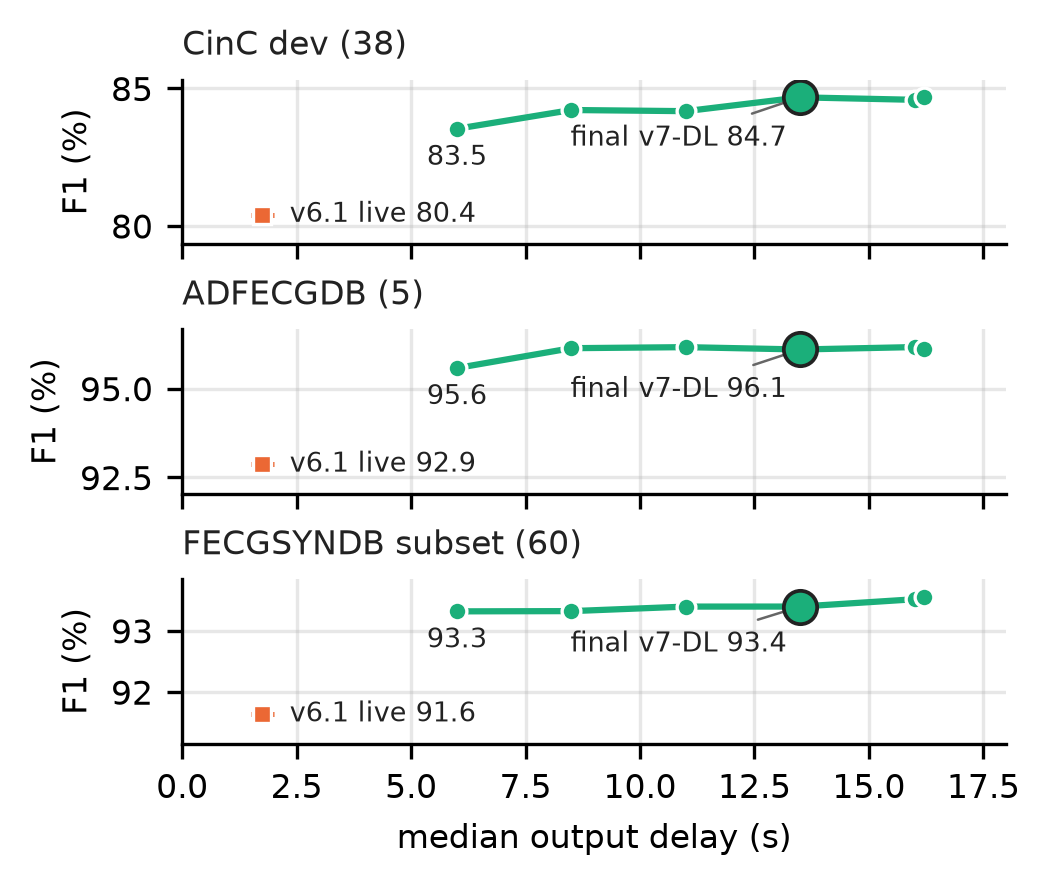 CinC dev (38)
F1 (%)
85
80
83.5
final v7-DL 84.7
v6.1 live 80.4
ADFECGDB (5)
F1 (%)
95.0
92.5
95.6
final v7-DL 96.1
v6.1 live 92.9
FECGSYNDB subset (60)
F1 (%)
93
92
93.3
final v7-DL 93.4
v6.1 live 91.6
0.0 2.5 5.0 7.5 10.0 12.5 15.0 17.5
median output delay (s)